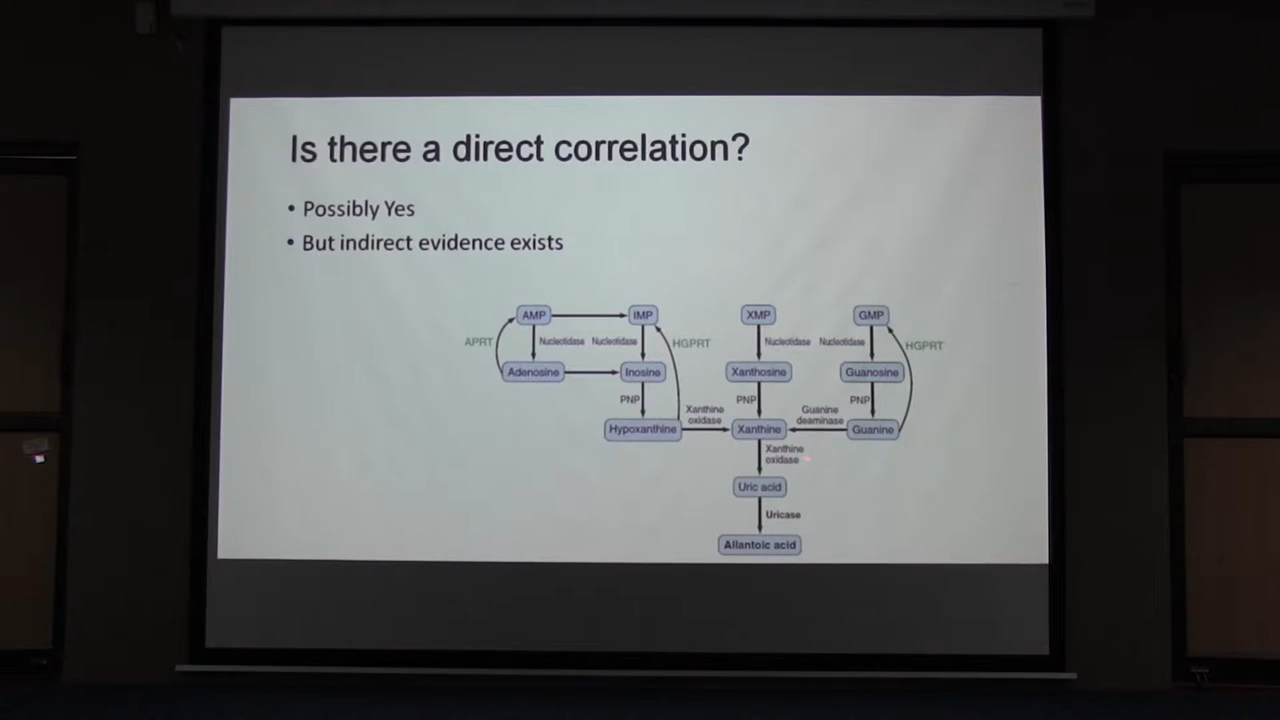 Is there a direct correlation?
• Possibly Yes
• But indirect evidence exists
AMP
IMP
XMP
GMP
APRT
Nucleotidase
Nucleotidase
HGPRT
Nucleotidase
Nucleotidase
HGPRT
Adenosine
Inosine
Xanthosine
Guanosine
PNP
PNP
PNP
Xanthine
oxidase
Guanine
deaminase
Hypoxanthine
Xanthine
Guanine
Xanthine
oxidase
Uric acid
Uricase
Allantoic acid